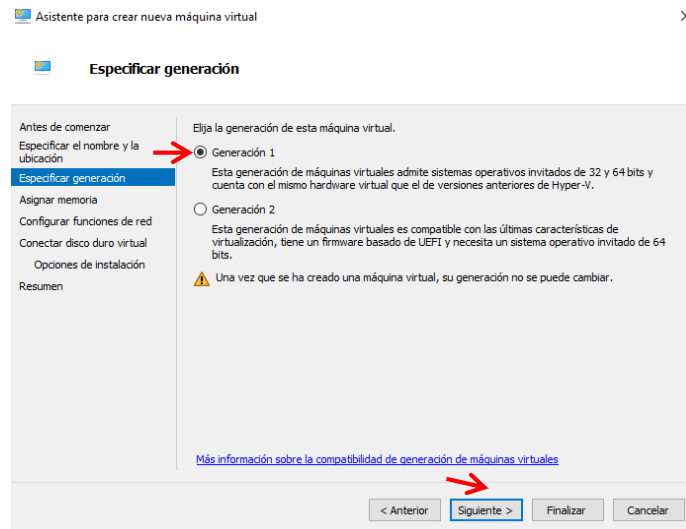 Asistente para crear nueva máquina virtual
Especificar generación
Antes de comenzar
Especificar el nombre y la
ubicación
Especificar generación
Asignar memoria
Configurar funciones de red
Conectar disco duro virtual
Opciones de instalación
Resumen
Elija la generación de esta máquina virtual.
Generación 1
Esta generación de máquinas virtuales admite sistemas operativos invitados de 32 y 64 bits y
cuenta con el mismo hardware virtual que el de versiones anteriores de Hyper-V.
Generación 2
Esta generación de máquinas virtuales es compatible con las últimas características de
virtualización, tiene un firmware basado de UEFI y necesita un sistema operativo invitado de 64
bits.
Una vez que se ha creado una máquina virtual, su generación no se puede cambiar.
Más información sobre la compatibilidad de generación de máquinas virtuales
< Anterior
Siguiente >
Finalizar
Cancelar